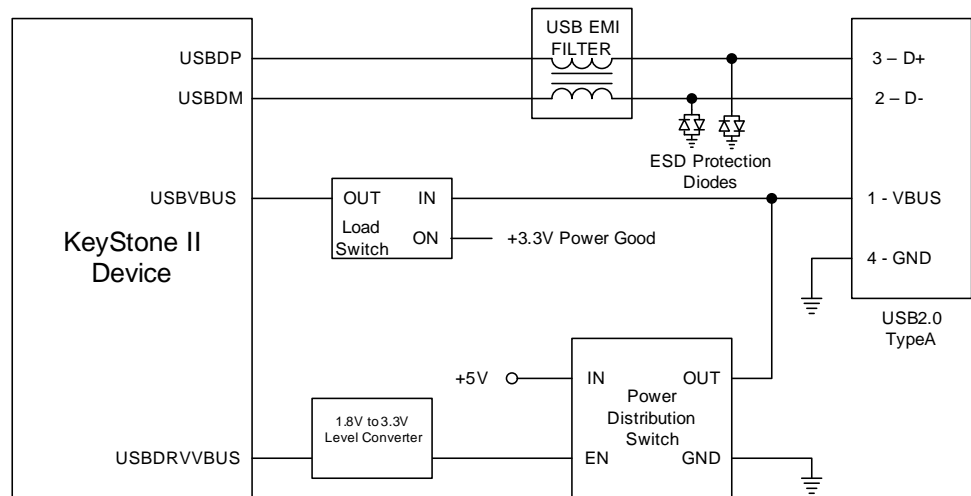 USB EMI
FILTER
USBDP
3 – D+
USBDM
2 – D-
ESD Protection
Diodes
USBVBUS
OUT
IN
1 - VBUS
Load
Switch
ON
+3.3V Power Good
KeyStone II
Device
4 - GND
USB2.0
TypeA
+5V
IN
OUT
Power
Distribution
Switch
1.8V to 3.3V
Level Converter
USBDRVVBUS
EN
GND